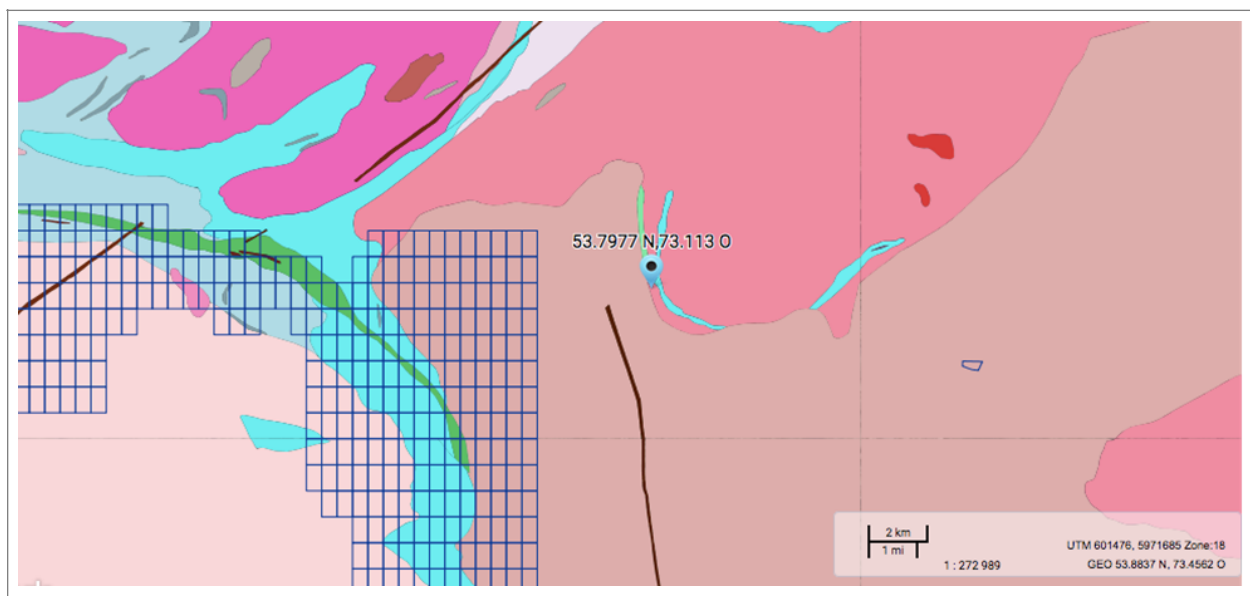 53.7977 N,73.113 O
2 km
1 mi
1 : 272 989
UTM 601476, 5971685 Zone:18
GEO 53.8837 N, 73.4562 O